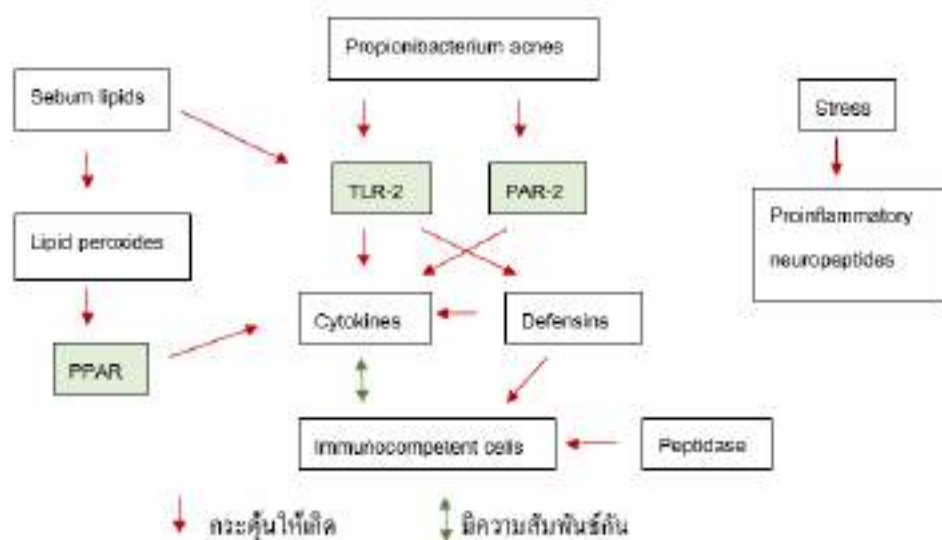 Propionibacterium acnes
Sebum lipids
Stress
TLR-2
PAR-2
Lipid peroxides
Proinflammatory
neuropeptides
Cytokines
Defensins
PPAR
Immunocompetent cells
Peptidase
กระตุ้นให้เกิด
มีความสัมพันธ์กัน